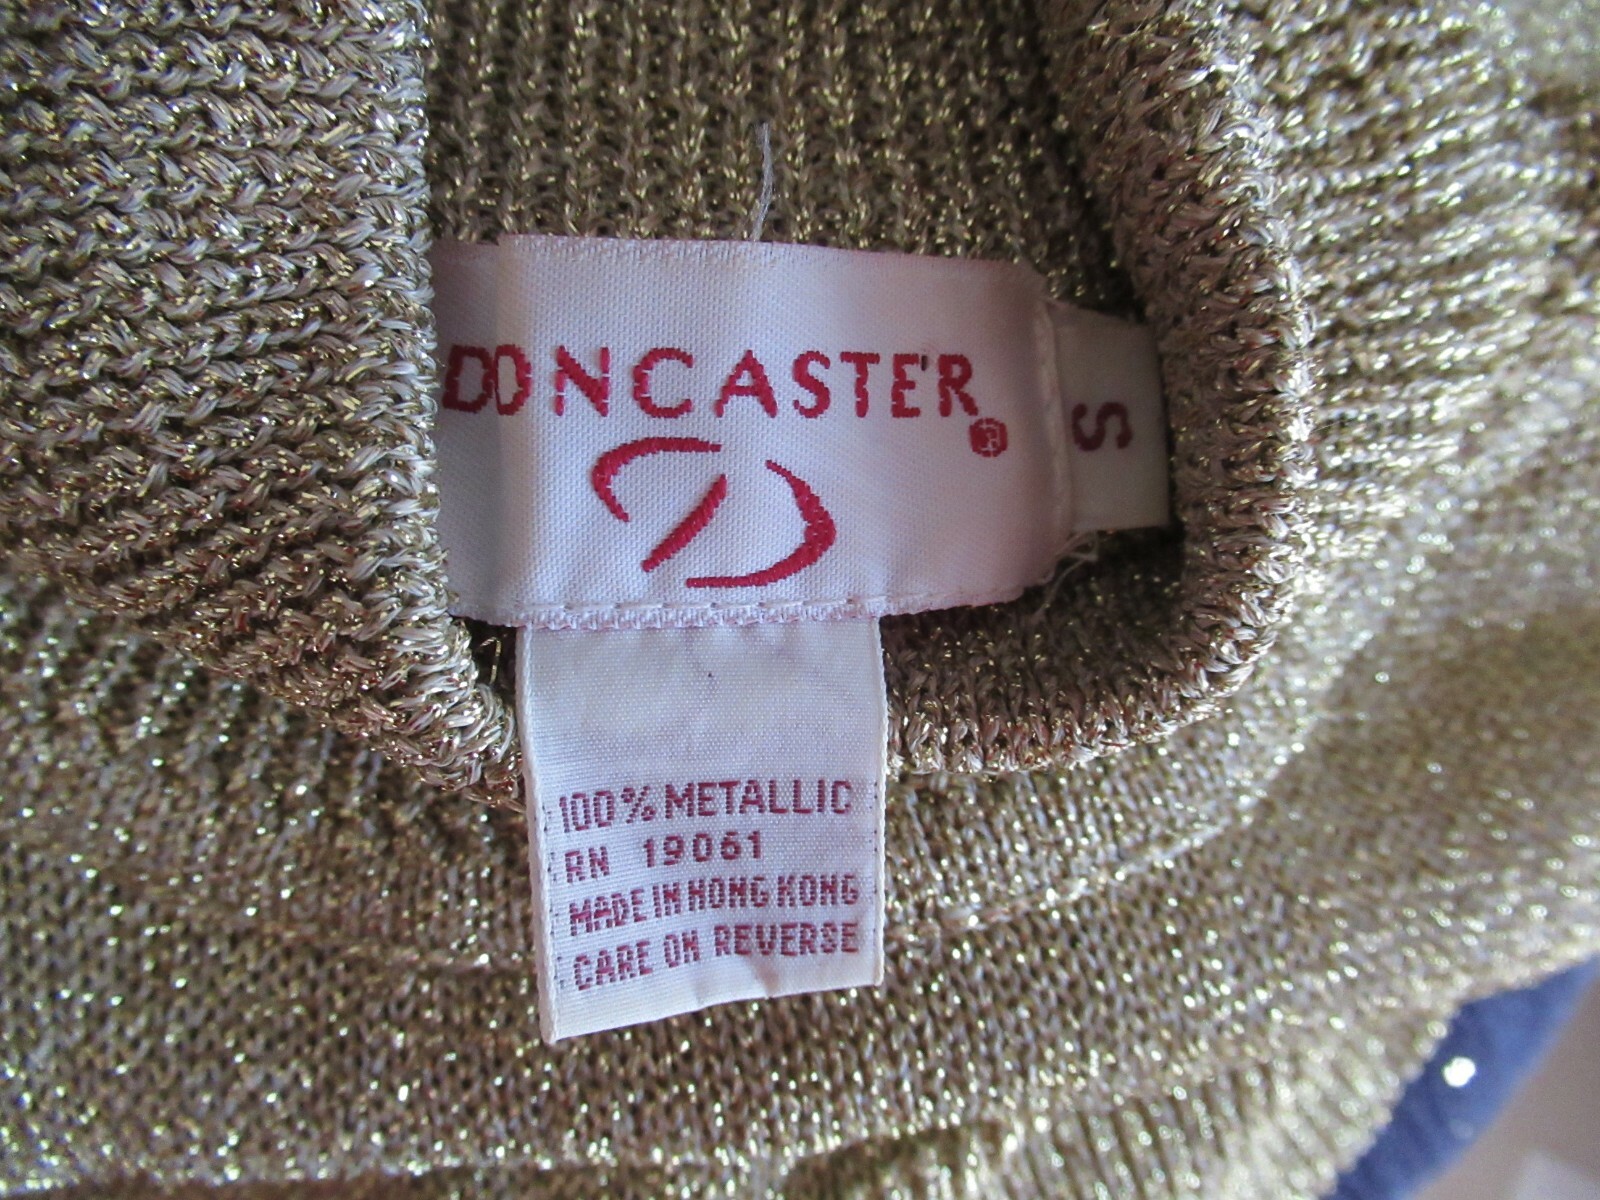 DONCASTER®
S
100% METALLIC
RN 19061
MADE IN HONG KONG
CARE ON REVERSE